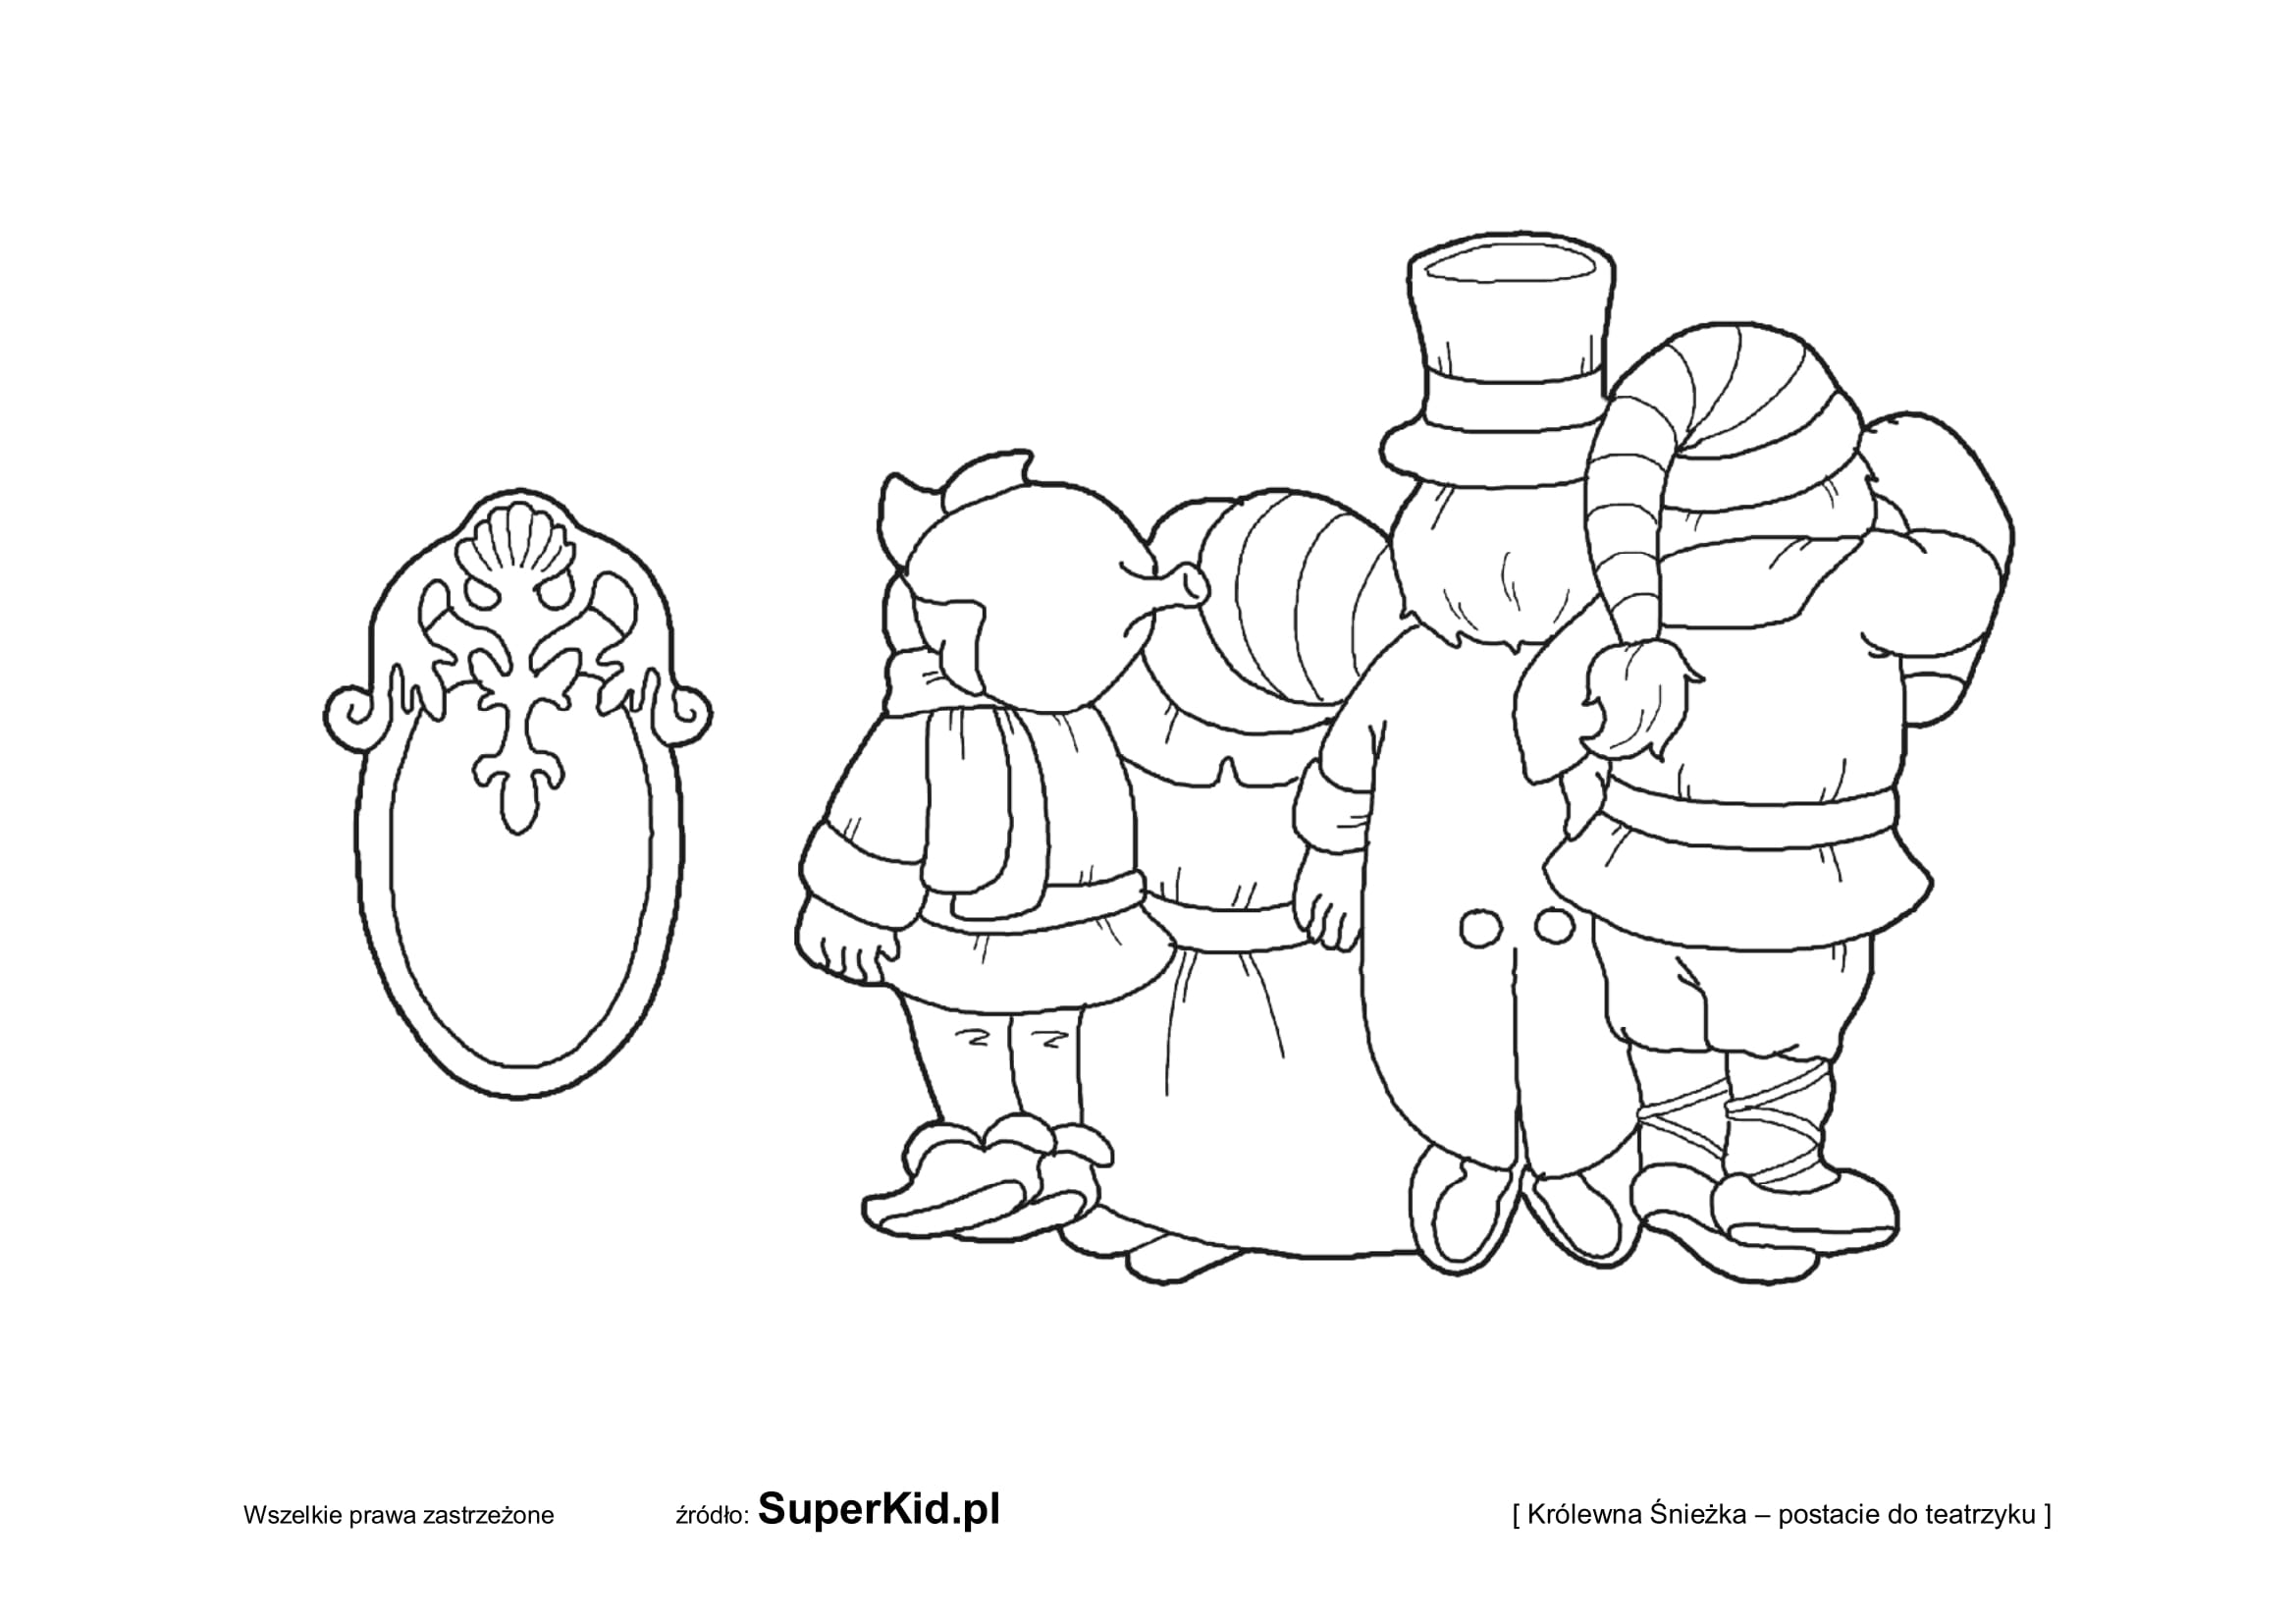 Wszelkie prawa zastrzeżone źródło: SuperKid.pl [ Królewna Śnieżka – postacie do teatrzyku ]